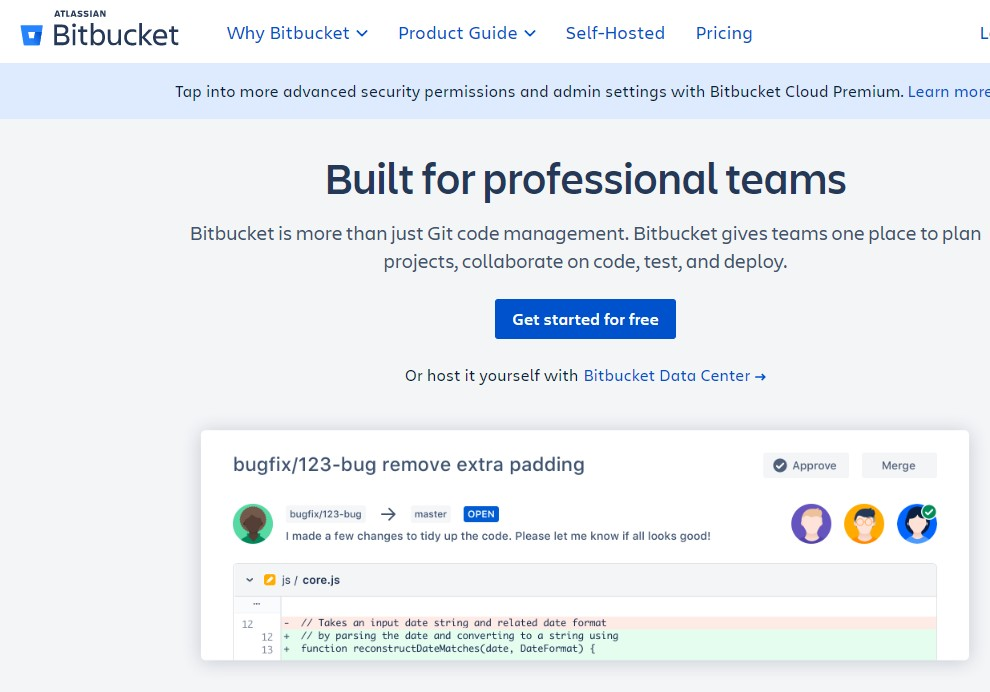 ATLASSIAN
Bitbucket
Why Bitbucket Product Guide Self-Hosted Pricing
Tap into more advanced security permissions and admin settings with Bitbucket Cloud Premium. Learn more
Built for professional teams
Bitbucket is more than just Git code management. Bitbucket gives teams one place to plan
projects, collaborate on code, test, and deploy.
Get started for free
Or host it yourself with Bitbucket Data Center →
bugfix/123-bug remove extra padding
Approve Merge
bugfix/123-bug → master OPEN
I made a few changes to tidy up the code. Please let me know if all looks good!
js / core.js
...
12 - // Takes an input date string and related date format
12 + // by parsing the date and converting to a string using
13 + function reconstructDateMatches(date, DateFormat) {